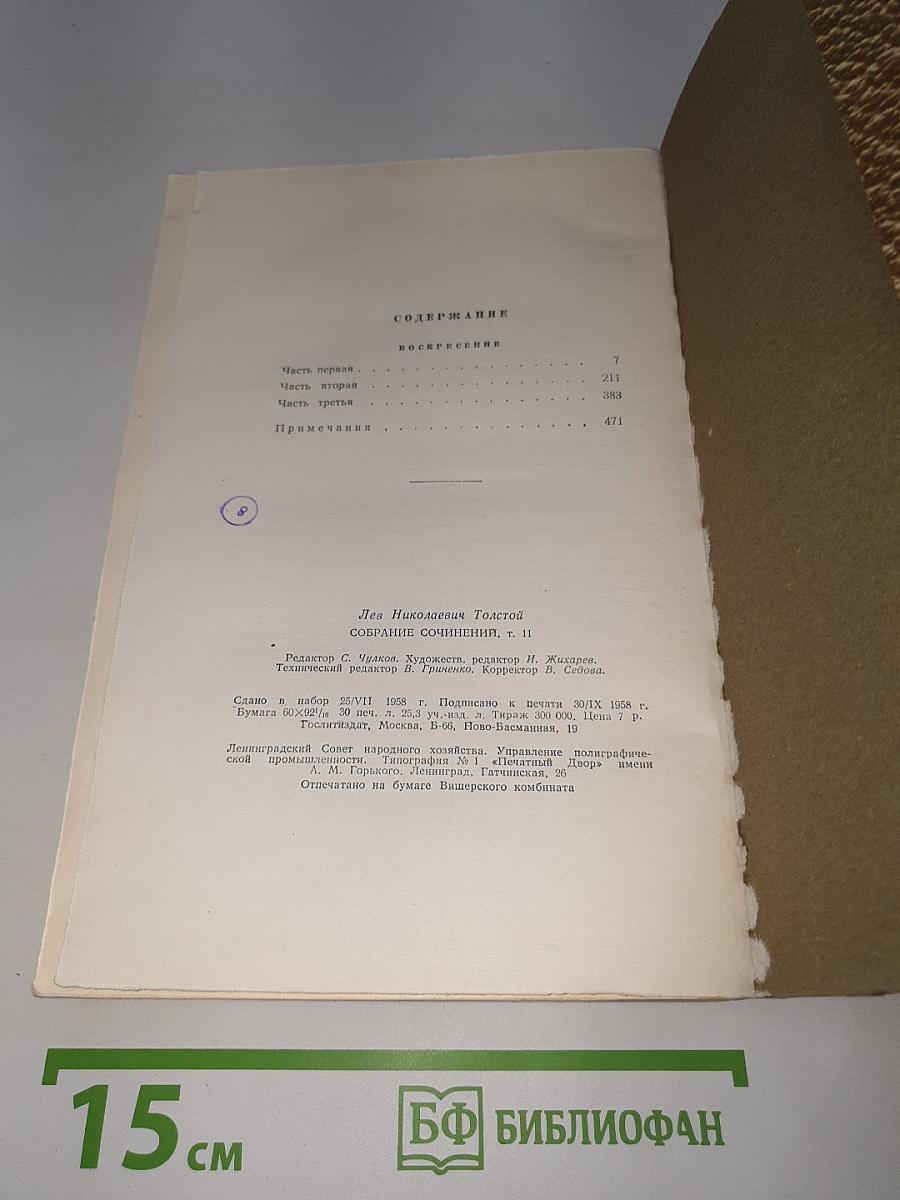 СОДЕРЖАНИЕ
ВОСКРЕСЕНИЕ
Часть первая . . . . . . . . . . . . . . . . 7
Часть вторая . . . . . . . . . . . . . . . 211
Часть третья . . . . . . . . . . . . . . . 383
Примечания . . . . . . . . . . . . . . 471
8
Лев Николаевич Толстой
СОБРАНИЕ СОЧИНЕНИЙ, т. 11
Редактор С. Чулков. Художеств. редактор И. Жихарев.
Технический редактор В. Гриненко. Корректор В. Седова.
Сдано в набор 25/VII 1958 г. Подписано к печати 30/IX 1958 г.
Бумага 60×92¹/₁₆ 30 печ. л. 25,3 уч.-изд. л. Тираж 300 000. Цена 7 р.
Гослитиздат, Москва, Б-66, Ново-Басманная, 19
Ленинградский Совет народного хозяйства. Управление полиграфиче-
ской промышленности. Типография № 1 «Печатный Двор» имени
А. М. Горького. Ленинград, Гатчинская, 26
Отпечатано на бумаге Вишерского комбината
15 см
БФ БИБЛИОФАН